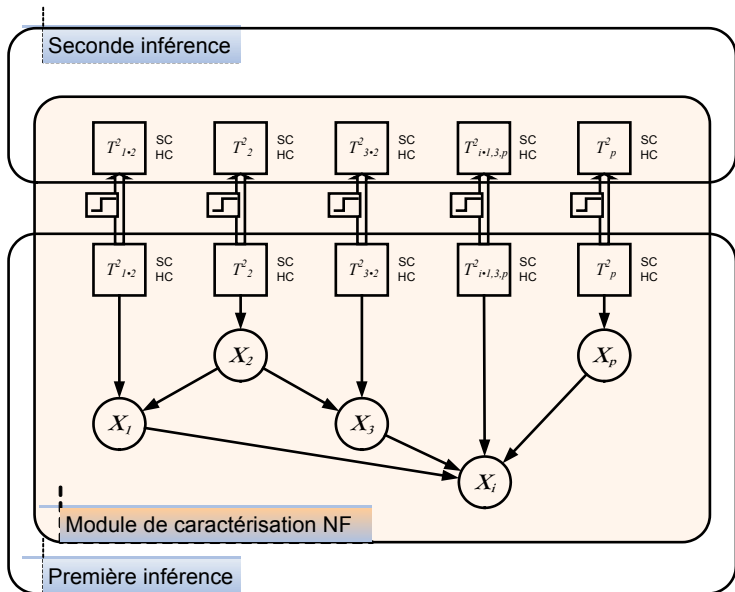 Seconde inférence
T²₁•₂ SC HC
T²₂ SC HC
T²₃•₂ SC HC
T²ᵢ•₁,₃,ₚ SC HC
T²ₚ SC HC
T²₁•₂ SC HC
T²₂ SC HC
T²₃•₂ SC HC
T²ᵢ•₁,₃,ₚ SC HC
T²ₚ SC HC
X₂
Xₚ
X₁
X₃
Xᵢ
Module de caractérisation NF
Première inférence